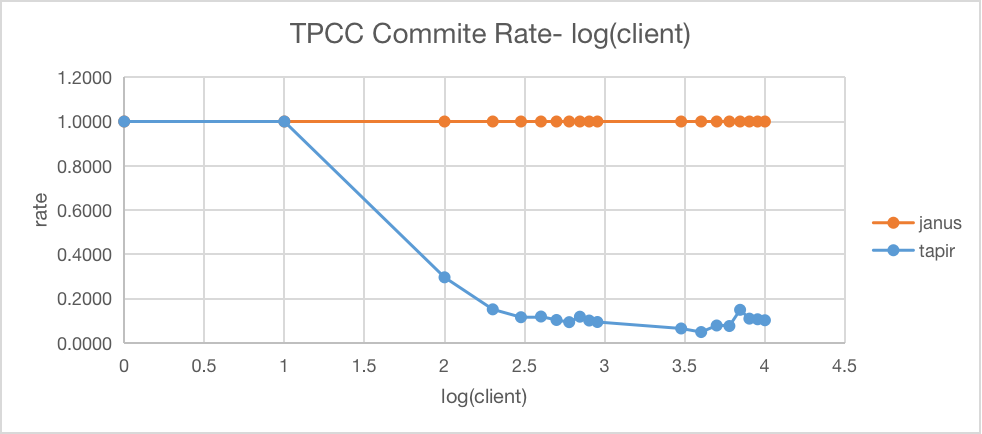 TPCC Commite Rate- log(client)
1.2000
1.0000
0.8000
0.6000
0.4000
0.2000
0.0000
rate
0 0.5 1 1.5 2 2.5 3 3.5 4 4.5
log(client)
janus
tapir